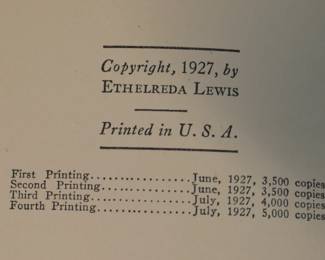 Copyright, 1927, by
ETHELREDA LEWIS
Printed in U. S. A.
First Printing....................June, 1927, 3,500 copies
Second Printing................June, 1927, 3,500 copies
Third Printing...................July, 1927, 4,000 copies
Fourth Printing.................July, 1927, 5,000 copies